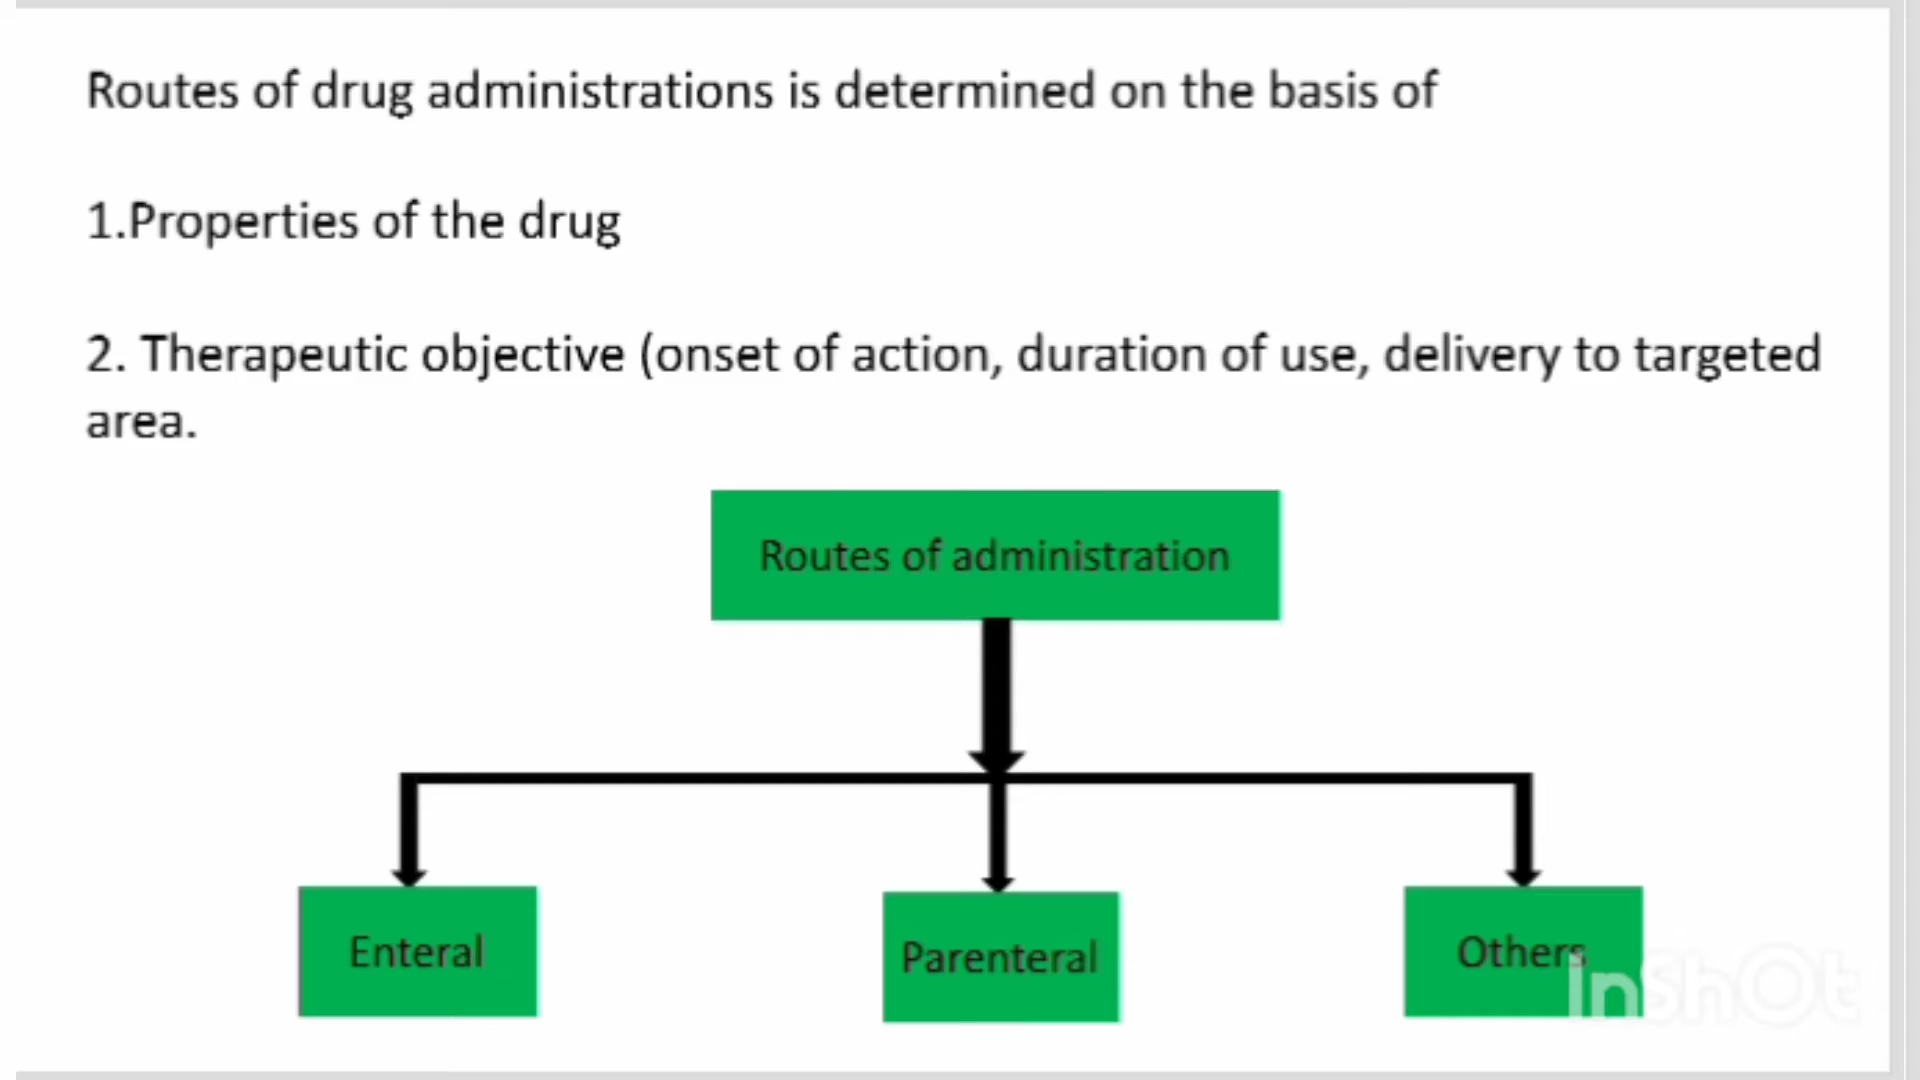 Routes of drug administrations is determined on the basis of
1.Properties of the drug
2. Therapeutic objective (onset of action, duration of use, delivery to targeted
area.
Routes of administration
Enteral
Parenteral
Others
InShOt